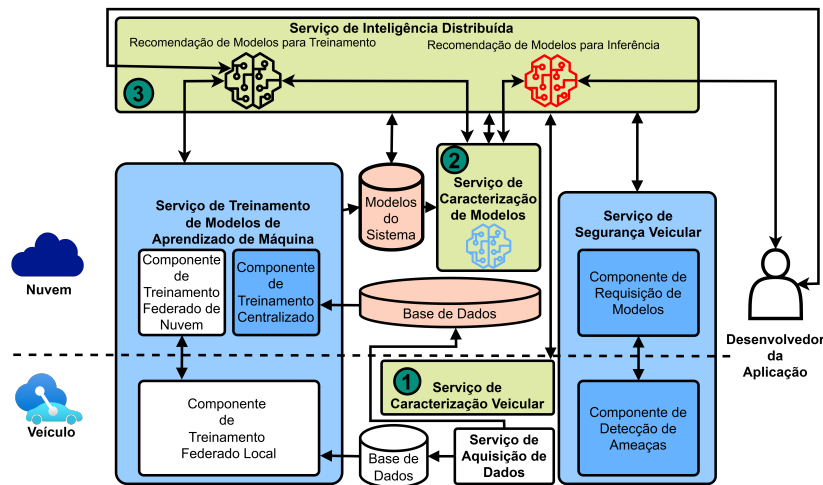 Serviço de Inteligência Distribuída
Recomendação de Modelos para Treinamento
Recomendação de Modelos para Inferência
3
Serviço de Treinamento
de Modelos de
Aprendizado de Máquina
Modelos
do
Sistema
2
Serviço de
Caracterização
de Modelos
Serviço de
Segurança Veicular
Nuvem
Componente
de
Treinamento
Federado de
Nuvem
Componente
de
Treinamento
Centralizado
Base de Dados
Componente de
Requisição de
Modelos
Desenvolvedor
da
Aplicação
Veículo
Componente
de
Treinamento
Federado Local
1
Serviço de
Caracterização Veicular
Base de
Dados
Serviço de
Aquisição de
Dados
Componente de
Detecção de
Ameaças